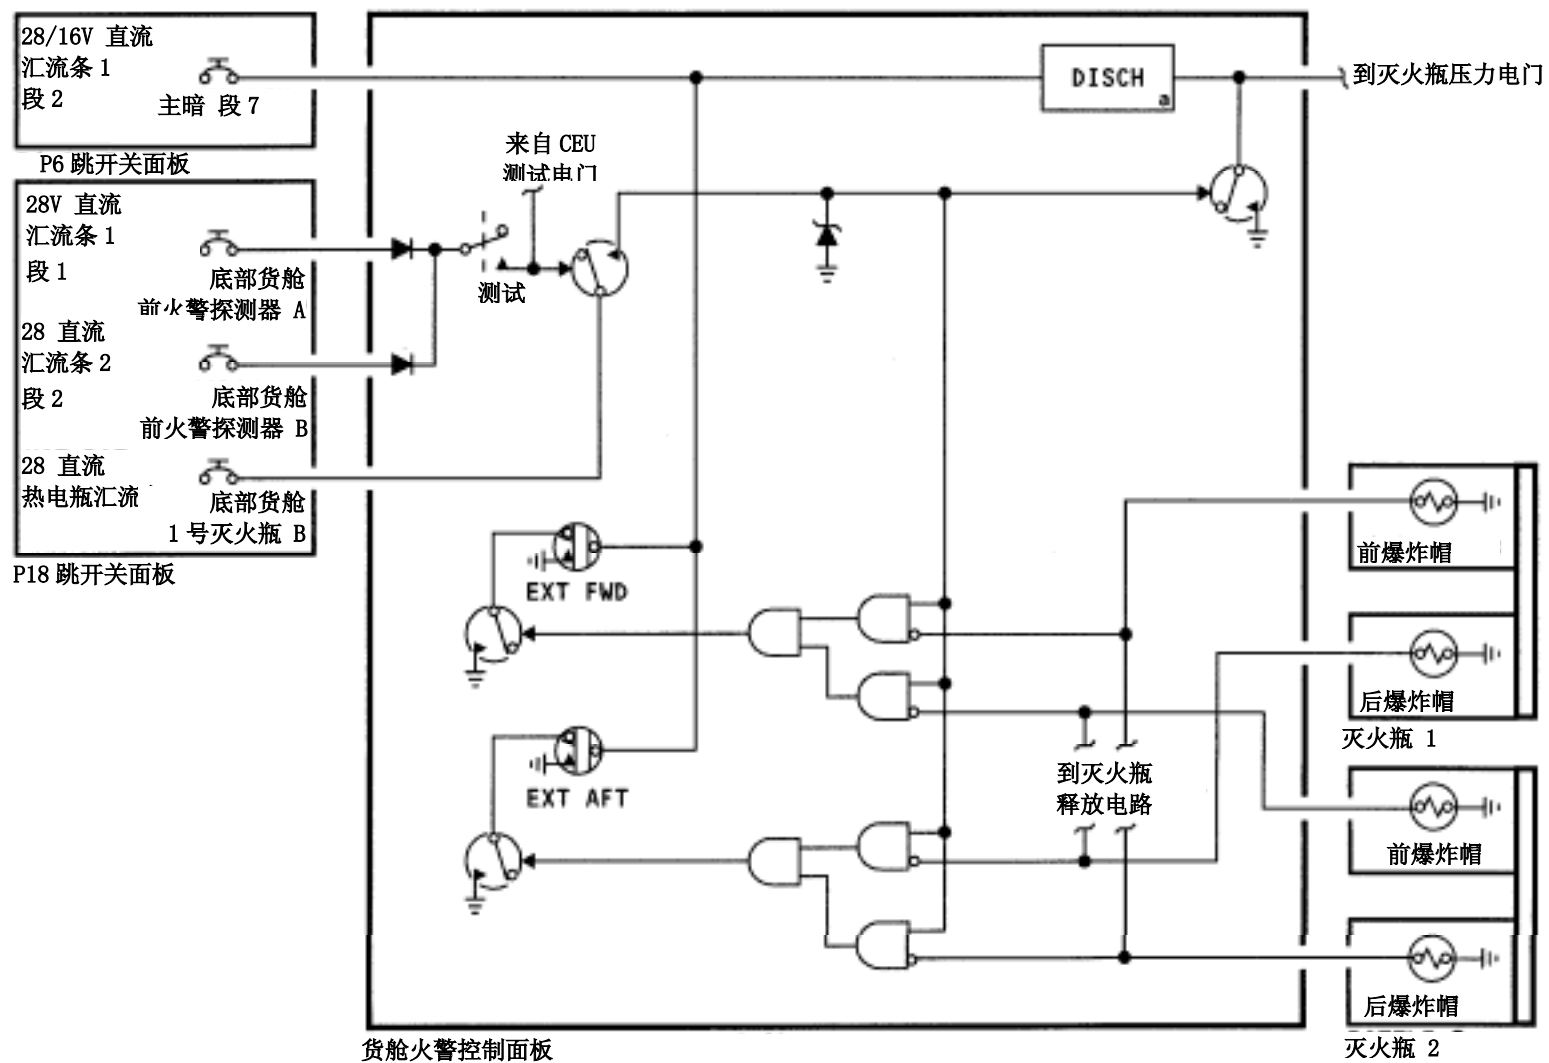 28/16V 直流
汇流条 1
段 2
主暗 段 7
P6 跳开关面板
28V 直流
汇流条 1
段 1
底部货舱
前火警探测器 A
28 直流
汇流条 2
段 2
底部货舱
前火警探测器 B
28 直流
热电瓶汇流
底部货舱
1 号灭火瓶 B
P18 跳开关面板
来自 CEU
测试电门
测试
DISCH
a
到灭火瓶压力电门
EXT FWD
EXT AFT
到灭火瓶
释放电路
前爆炸帽
后爆炸帽
灭火瓶 1
前爆炸帽
后爆炸帽
灭火瓶 2
货舱火警控制面板